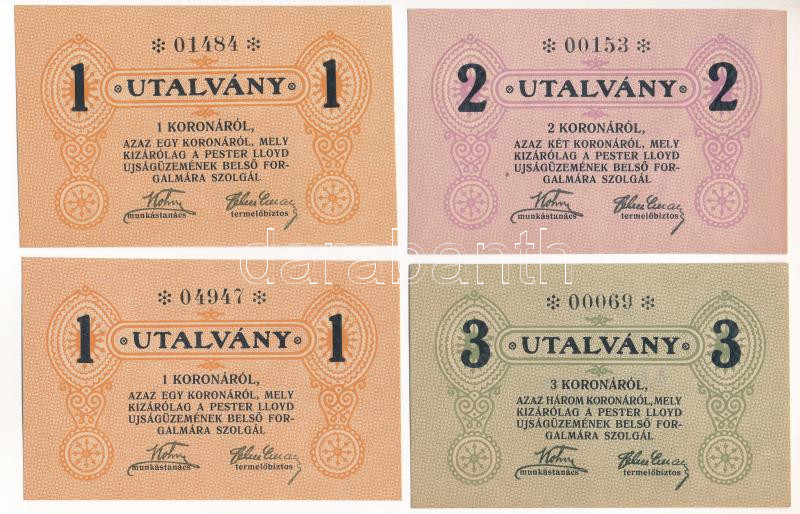 ✻ 01484 ✻
1 UTALVÁNY 1
1 KORONÁRÓL,
AZAZ EGY KORONÁRÓL, MELY
KIZÁRÓLAG A PESTER LLOYD
UJSÁGÜZEMÉNEK BELSŐ FOR-
GALMÁRA SZOLGÁL
munkástanács termelőbiztos
✻ 00153 ✻
2 UTALVÁNY 2
2 KORONÁRÓL,
AZAZ KÉT KORONÁRÓL, MELY
KIZÁRÓLAG A PESTER LLOYD
UJSÁGÜZEMÉNEK BELSŐ FOR-
GALMÁRA SZOLGÁL
munkástanács termelőbiztos
darabanth
✻ 04947 ✻
1 UTALVÁNY 1
1 KORONÁRÓL,
AZAZ EGY KORONÁRÓL, MELY
KIZÁRÓLAG A PESTER LLOYD
UJSÁGÜZEMÉNEK BELSŐ FOR-
GALMÁRA SZOLGÁL
munkástanács termelőbiztos
✻ 00069 ✻
3 UTALVÁNY 3
3 KORONÁRÓL,
AZAZ HÁROM KORONÁRÓL, MELY
KIZÁRÓLAG A PESTER LLOYD
UJSÁGÜZEMÉNEK BELSŐ FOR-
GALMÁRA SZOLGÁL
munkástanács termelőbiztos